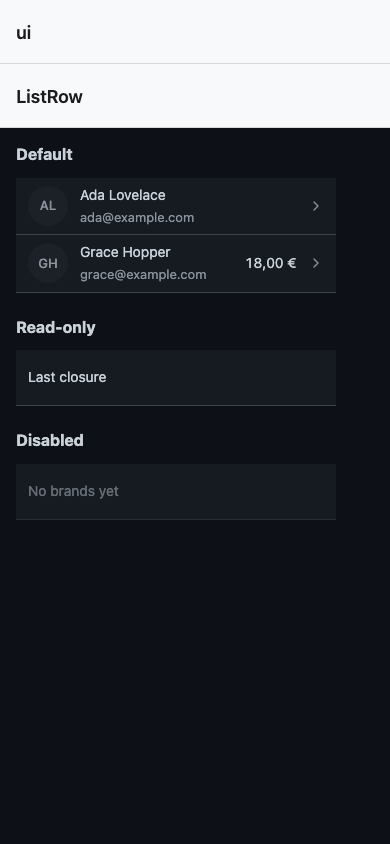 ui
ListRow
Default
AL
Ada Lovelace
ada@example.com
GH
Grace Hopper
grace@example.com
18,00 €
Read-only
Last closure
Disabled
No brands yet